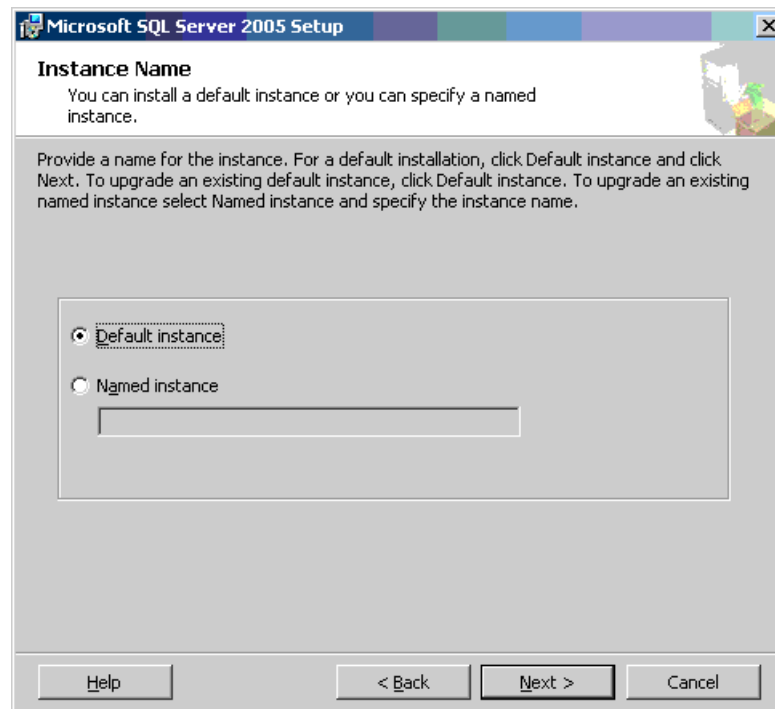 Microsoft SQL Server 2005 Setup
Instance Name
You can install a default instance or you can specify a named
instance.
Provide a name for the instance. For a default installation, click Default instance and click
Next. To upgrade an existing default instance, click Default instance. To upgrade an existing
named instance select Named instance and specify the instance name.
Default instance
Named instance
Help
< Back
Next >
Cancel